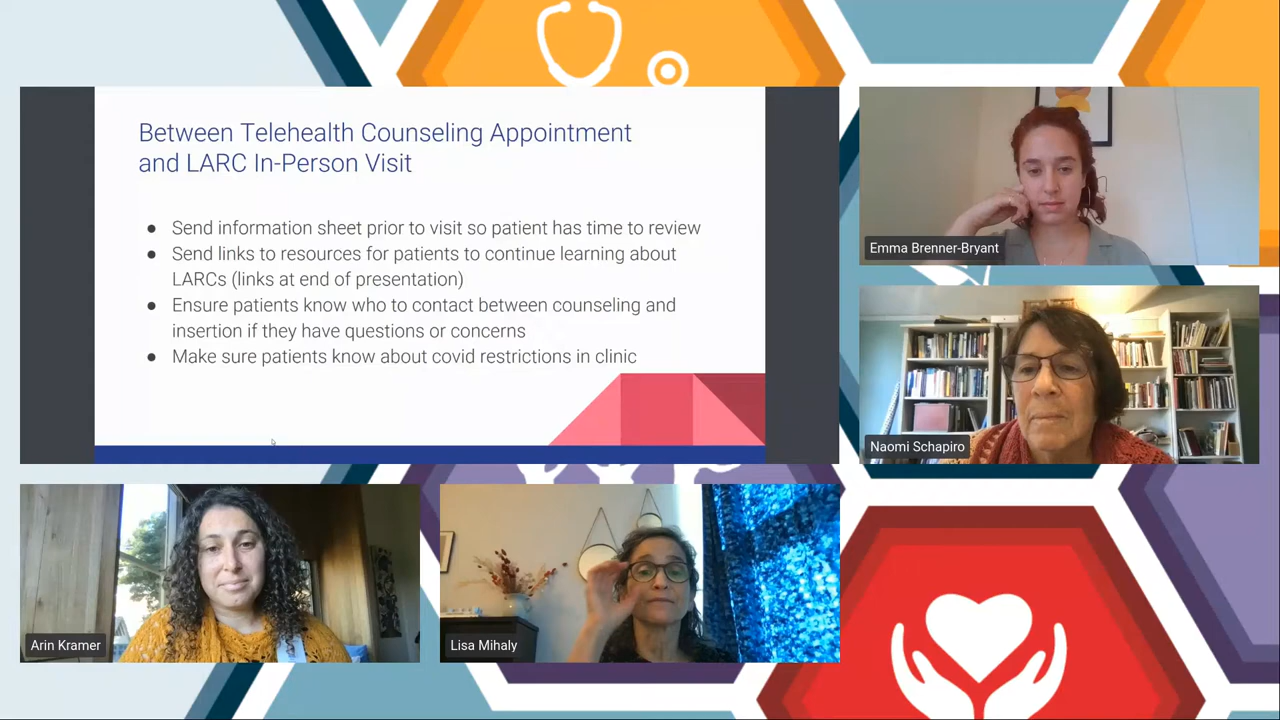 Between Telehealth Counseling Appointment
and LARC In-Person Visit
● Send information sheet prior to visit so patient has time to review
● Send links to resources for patients to continue learning about
LARCs (links at end of presentation)
● Ensure patients know who to contact between counseling and
insertion if they have questions or concerns
● Make sure patients know about covid restrictions in clinic
Emma Brenner-Bryant
Naomi Schapiro
Arin Kramer
Lisa Mihaly